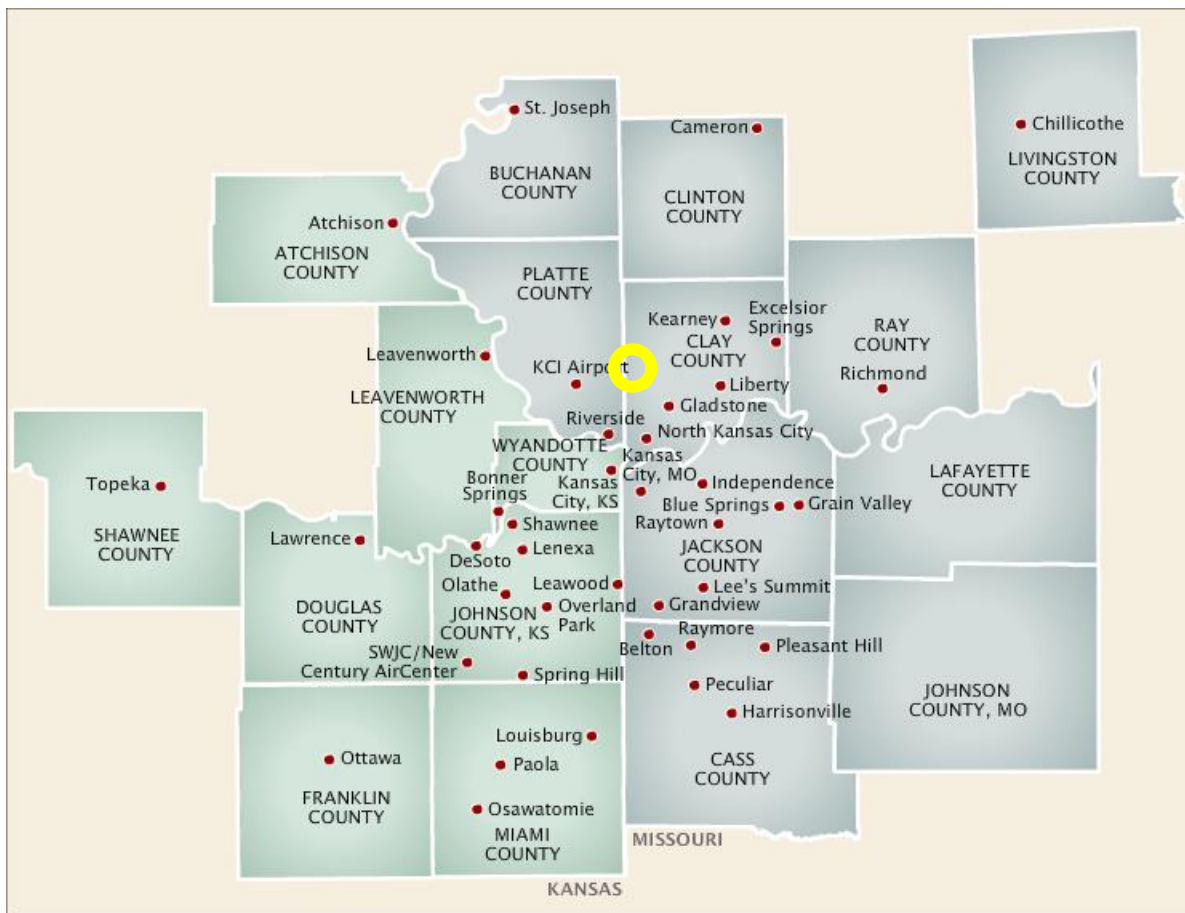 St. Joseph
Cameron
Chillicothe
LIVINGSTON
COUNTY
BUCHANAN
COUNTY
CLINTON
COUNTY
Atchison
ATCHISON
COUNTY
PLATTE
COUNTY
Kearney
Excelsior
Springs
CLAY
COUNTY
RAY
COUNTY
Richmond
Leavenworth
LEAVENWORTH
COUNTY
KCI Airport
Liberty
Gladstone
Riverside
North Kansas City
WYANDOTTE
COUNTY
Kansas
City, MO
Kansas
City, KS
Bonner
Springs
Independence
Blue Springs
Grain Valley
LAFAYETTE
COUNTY
Topeka
SHAWNEE
COUNTY
Shawnee
Raytown
Lawrence
DeSoto
Lenexa
JACKSON
COUNTY
Olathe
Leawood
Lee's Summit
DOUGLAS
COUNTY
JOHNSON
COUNTY, KS
Overland
Park
Grandview
Raymore
Belton
Pleasant Hill
SWJC/New
Century AirCenter
Spring Hill
Peculiar
JOHNSON
COUNTY, MO
Harrisonville
Louisburg
Ottawa
Paola
CASS
COUNTY
FRANKLIN
COUNTY
Osawatomie
MIAMI
COUNTY
MISSOURI
KANSAS